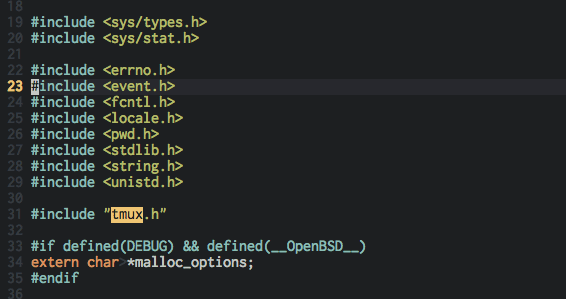 18
19 #include <sys/types.h>
20 #include <sys/stat.h>
21
22 #include <errno.h>
23 #include <event.h>
24 #include <fcntl.h>
25 #include <locale.h>
26 #include <pwd.h>
27 #include <stdlib.h>
28 #include <string.h>
29 #include <unistd.h>
30
31 #include "tmux.h"
32
33 #if defined(DEBUG) && defined(__OpenBSD__)
34 extern char▸*malloc_options;
35 #endif
36